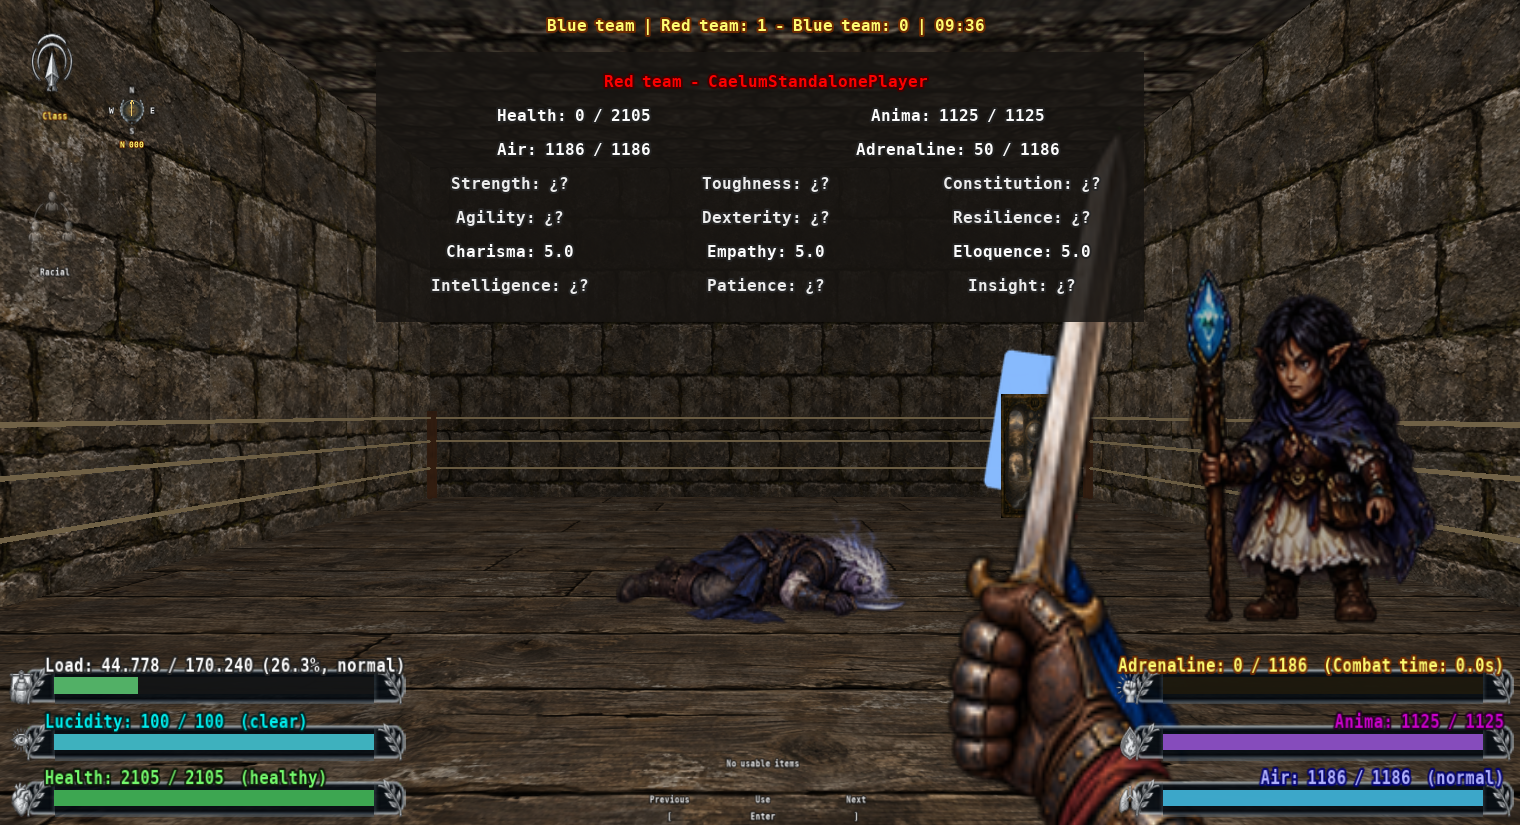 Blue team | Red team: 1 - Blue team: 0 | 09:36
Red team - CaelumStandalonePlayer
Health: 0 / 2105 Anima: 1125 / 1125
Air: 1186 / 1186 Adrenaline: 50 / 1186
Strength: ¿? Toughness: ¿? Constitution: ¿?
Agility: ¿? Dexterity: ¿? Resilience: ¿?
Charisma: 5.0 Empathy: 5.0 Eloquence: 5.0
Intelligence: ¿? Patience: ¿? Insight: ¿?
Class
N
W E
S
N 000
Racial
Load: 44.778 / 170.240 (26.3%, normal)
Lucidity: 100 / 100 (clear)
Health: 2105 / 2105 (healthy)
Adrenaline: 0 / 1186 (Combat time: 0.0s)
Anima: 1125 / 1125
Air: 1186 / 1186 (normal)
No usable items
Previous Use Next
[ Enter ]